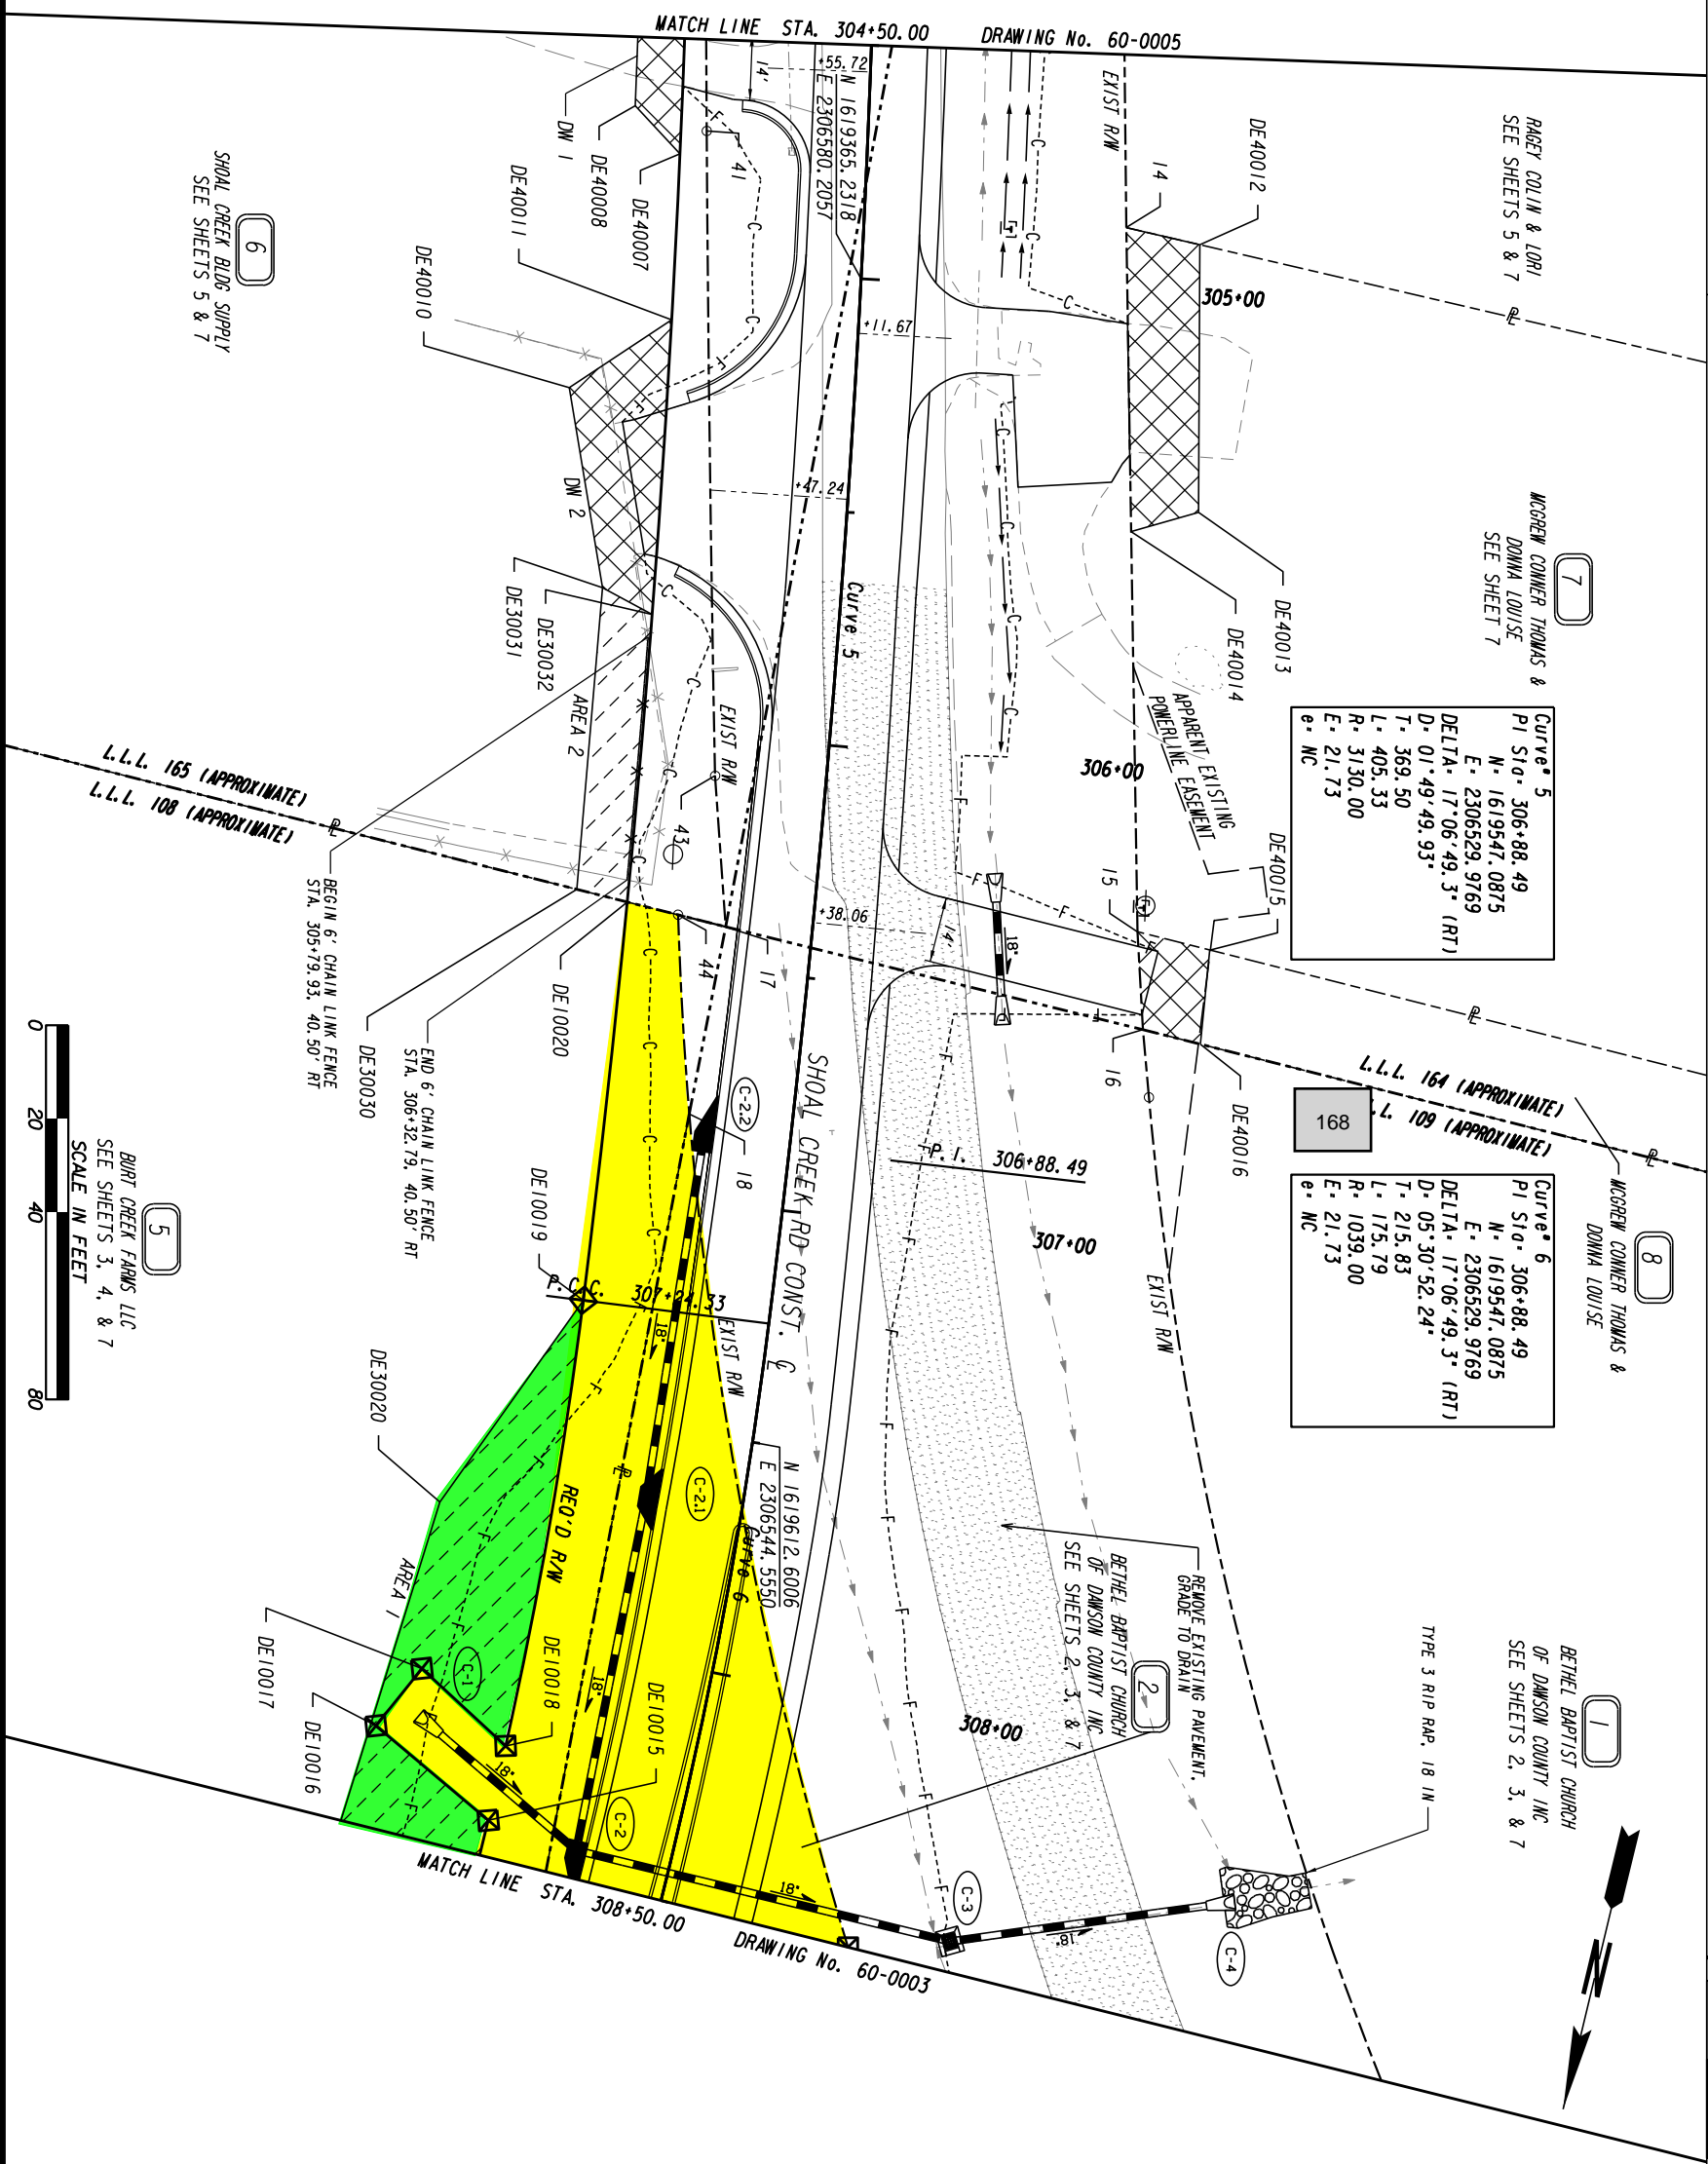 MATCH LINE STA. 304+50.00 DRAWING No. 60-0005
RAGEY COLIN & LORI
SEE SHEETS 5 & 7
7
MCGREW CONNER THOMAS &
DONNA LOUISE
SEE SHEET 7
Curve# 5
PI Sta= 306+88.49
N= 1619547.0875
E= 2306529.9769
DELTA= 17°06'49.3" (RT)
D= 01°49'49.93"
T= 369.50
L= 405.33
R= 3130.00
E= 21.73
e= NC
8
MCGREW CONNER THOMAS &
DONNA LOUISE
168
Curve# 6
PI Sta= 306+88.49
N= 1619547.0875
E= 2306529.9769
DELTA= 17°06'49.3" (RT)
D= 05°30'52.24"
T= 215.83
L= 175.79
R= 1039.00
E= 21.73
e= NC
1
BETHEL BAPTIST CHURCH
OF DAWSON COUNTY INC
SEE SHEETS 2, 3, & 7
TYPE 3 RIP RAP, 18 IN
N
L.L.L. 164 (APPROXIMATE)
L. 109 (APPROXIMATE)
DE40012
14
EXIST R/W
305+00
DE40013
DE40014
APPARENT EXISTING
POWERLINE EASEMENT
306+00
DE40015
15
16
DE40016
P.I. 306+88.49
307+00
EXIST R/W
REMOVE EXISTING PAVEMENT,
GRADE TO DRAIN
2
BETHEL BAPTIST CHURCH
OF DAWSON COUNTY INC
SEE SHEETS 2, 3, & 7
308+00
C-4
C-3
18"
18"
18"
14'
N 1619365.2318
E 2306580.2057
+55.72
+11.67
+47.24
+38.06
Curve 5
SHOAL CREEK RD CONST. CL
N 1619612.6006
E 2306544.5550
Curve 6
14'
41
EXIST R/W
43
17
44
C-2.2
18
P.C.C. 307+24.33
EXIST R/W
C-2.1
REQ'D R/W
18"
18"
18"
C-2
DE10015
DE10018
C-1
DW 1
DE40008
DE40007
DE40011
DE40010
6
SHOAL CREEK BLDG SUPPLY
SEE SHEETS 5 & 7
DW 2
DE30031
DE30032
AREA 2
L.L.L. 165 (APPROXIMATE)
L.L.L. 108 (APPROXIMATE)
BEGIN 6' CHAIN LINK FENCE
STA. 305+79.93, 40.50' RT
END 6' CHAIN LINK FENCE
STA. 306+32.79, 40.50' RT
DE30030
DE10020
DE10019
5
BURT CREEK FARMS LLC
SEE SHEETS 3, 4, & 7
0 20 40 80
SCALE IN FEET
DE30020
AREA 1
DE10017
DE10016
MATCH LINE STA. 308+50.00 DRAWING No. 60-0003